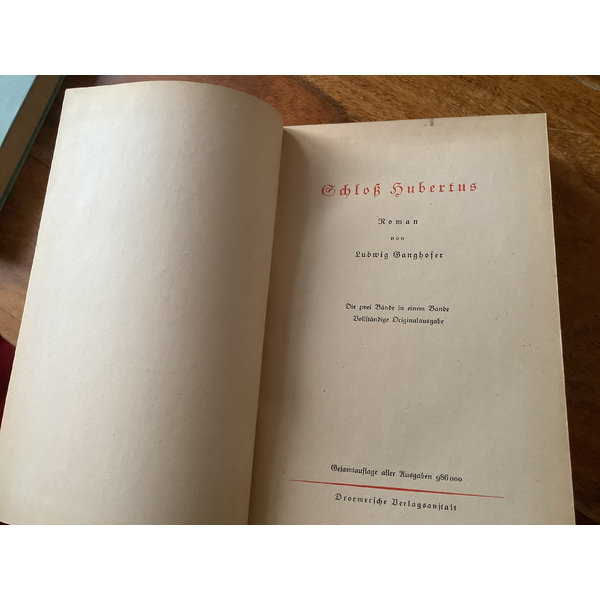 Schloß Hubertus
Roman
von
Ludwig Ganghofer
Die zwei Bände in einem Bande
Vollständige Originalausgabe
Gesamtauflage aller Ausgaben 986 000
Droemersche Verlagsanstalt